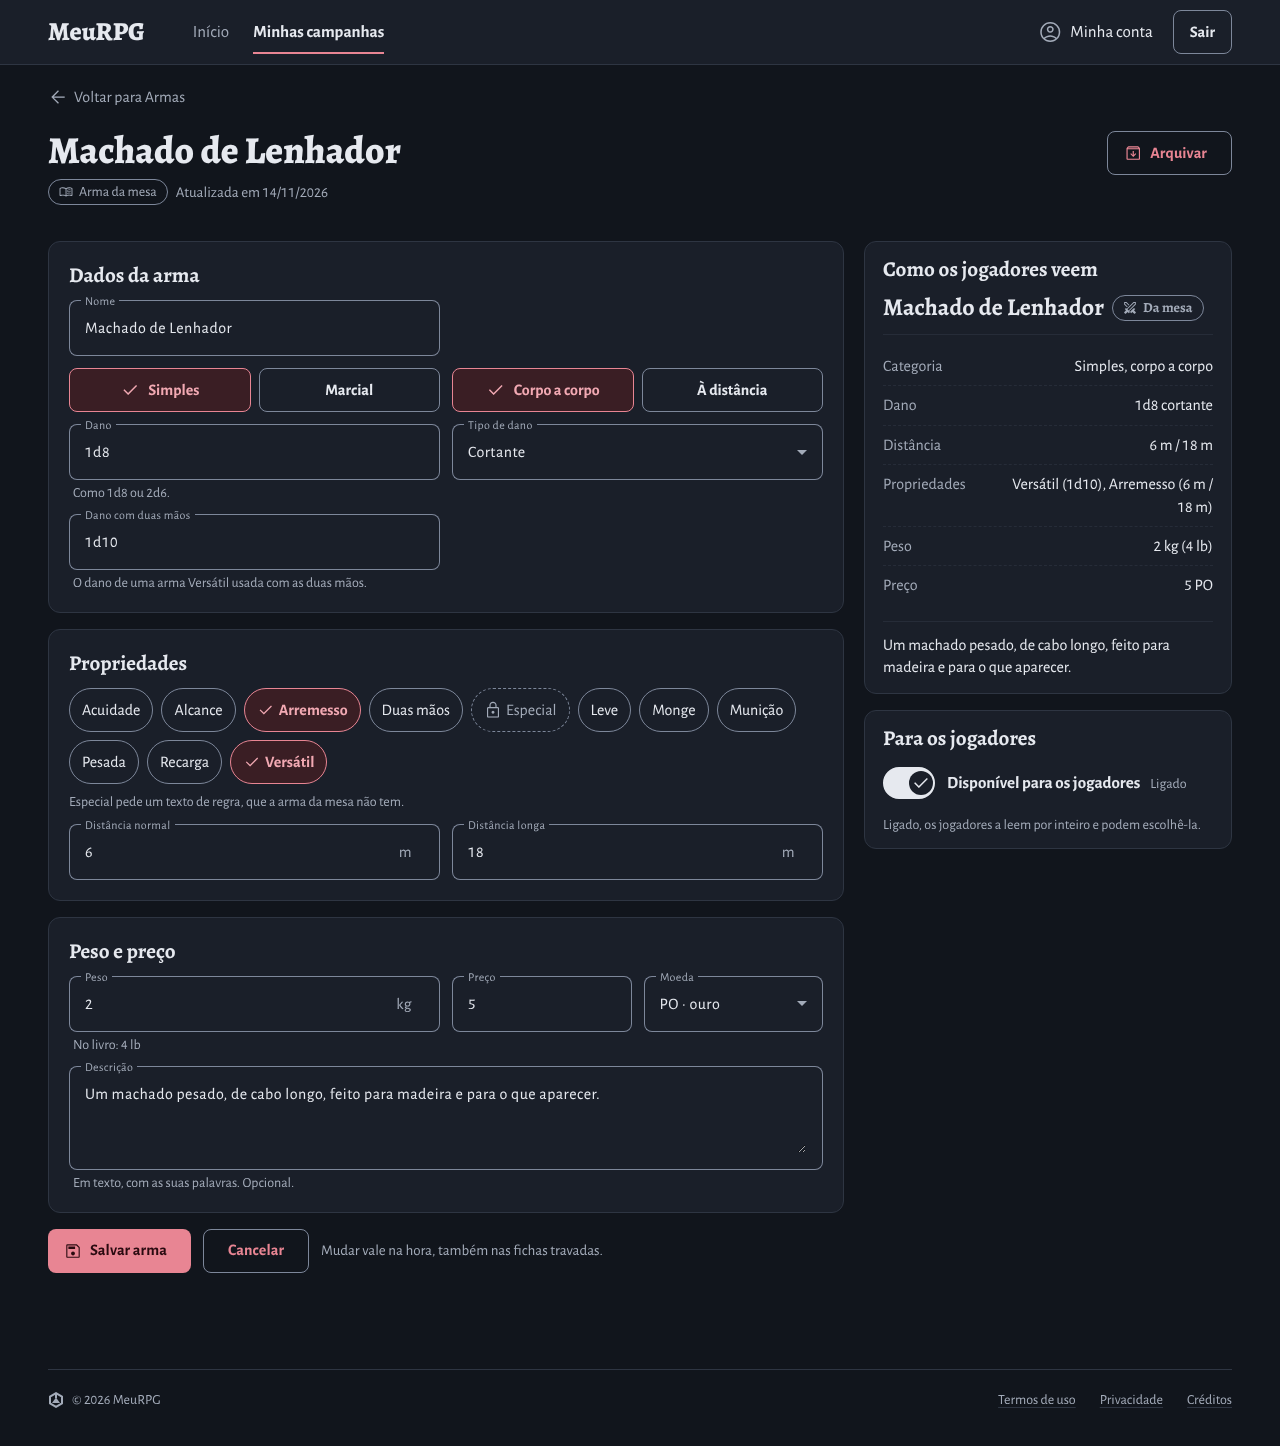 MeuRPG
Início
Minhas campanhas
Minha conta
Sair
Voltar para Armas
Machado de Lenhador
Arquivar
Arma da mesa
Atualizada em 14/11/2026
Dados da arma
Nome
Machado de Lenhador
Simples
Marcial
Corpo a corpo
À distância
Dano
1d8
Tipo de dano
Cortante
Como 1d8 ou 2d6.
Dano com duas mãos
1d10
O dano de uma arma Versátil usada com as duas mãos.
Propriedades
Acuidade
Alcance
Arremesso
Duas mãos
Especial
Leve
Monge
Munição
Pesada
Recarga
Versátil
Especial pede um texto de regra, que a arma da mesa não tem.
Distância normal
6 m
Distância longa
18 m
Peso e preço
Peso
2 kg
Preço
5
Moeda
PO · ouro
No livro: 4 lb
Descrição
Um machado pesado, de cabo longo, feito para madeira e para o que aparecer.
Em texto, com as suas palavras. Opcional.
Salvar arma
Cancelar
Mudar vale na hora, também nas fichas travadas.
Como os jogadores veem
Machado de Lenhador
Da mesa
Categoria
Simples, corpo a corpo
Dano
1d8 cortante
Distância
6 m / 18 m
Propriedades
Versátil (1d10), Arremesso (6 m /
18 m)
Peso
2 kg (4 lb)
Preço
5 PO
Um machado pesado, de cabo longo, feito para
madeira e para o que aparecer.
Para os jogadores
Disponível para os jogadores
Ligado
Ligado, os jogadores a leem por inteiro e podem escolhê-la.
© 2026 MeuRPG
Termos de uso
Privacidade
Créditos